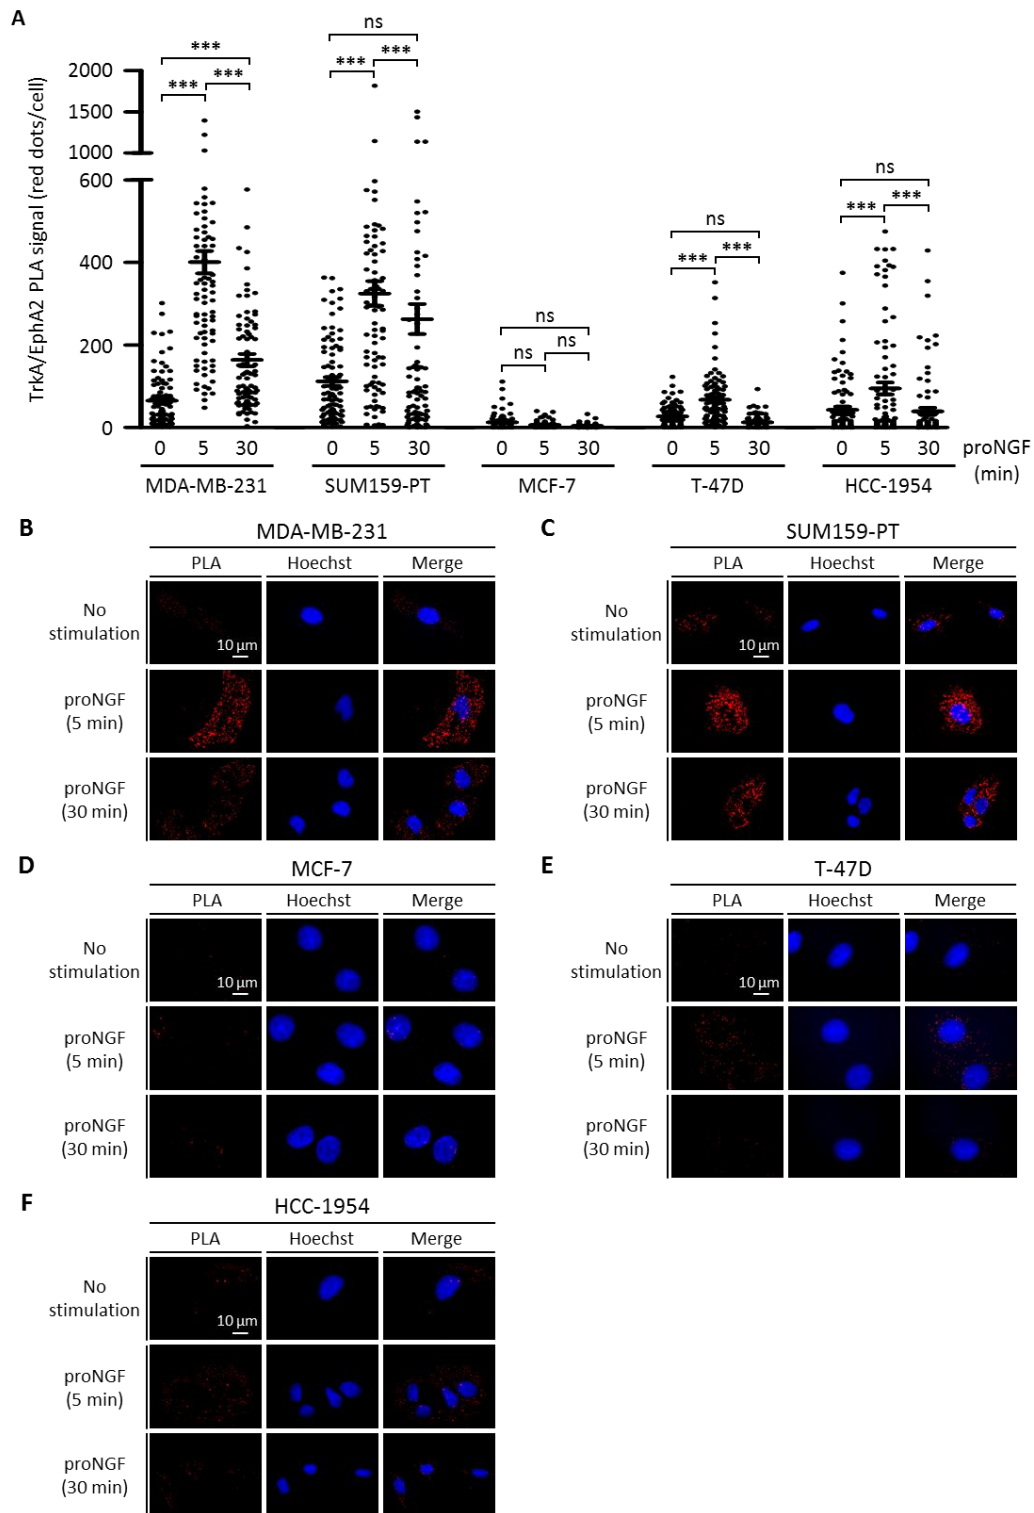 A
TrkA/EphA2 PLA signal (red dots/cell)
2000
1500
1000
600
400
200
0
***
***
***
ns
***
***
ns
ns
ns
ns
***
***
ns
***
***
0 5 30 0 5 30 0 5 30 0 5 30 0 5 30 proNGF
(min)
MDA-MB-231 SUM159-PT MCF-7 T-47D HCC-1954
B
MDA-MB-231
PLA Hoechst Merge
No
stimulation
10 µm
proNGF
(5 min)
proNGF
(30 min)
C
SUM159-PT
PLA Hoechst Merge
No
stimulation
10 µm
proNGF
(5 min)
proNGF
(30 min)
D
MCF-7
PLA Hoechst Merge
No
stimulation
10 µm
proNGF
(5 min)
proNGF
(30 min)
E
T-47D
PLA Hoechst Merge
No
stimulation
10 µm
proNGF
(5 min)
proNGF
(30 min)
F
HCC-1954
PLA Hoechst Merge
No
stimulation
10 µm
proNGF
(5 min)
proNGF
(30 min)